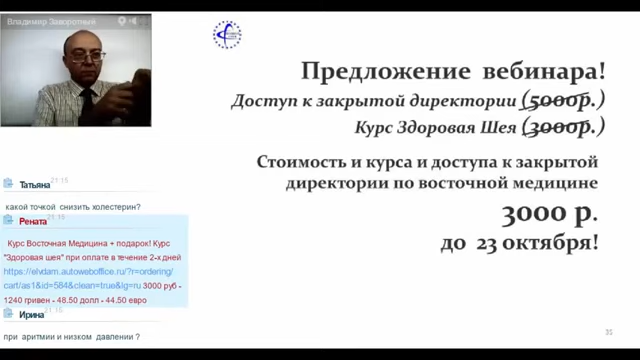 Владимир Заворотный
Предложение вебинара!
Доступ к закрытой директории (5000р.)
Курс Здоровая Шея (3000р.)
Стоимость и курса и доступа к закрытой
директории по восточной медицине
3000 р.
до 23 октября!
Татьяна 21:15
какой точкой снизить холестерин?
Рената 21:15
Курс Восточная Медицина + подарок! Курс
"Здоровая шея" при оплате в течение 2-х дней
https://elvdam.autoweboffice.ru/?r=ordering/
cart/as1&id=564&clean=true&lg=ru 3000 руб -
1240 гривен - 48.50 долл - 44.50 евро
Ирина 21:15
при аритмии и низком давлении ?
35